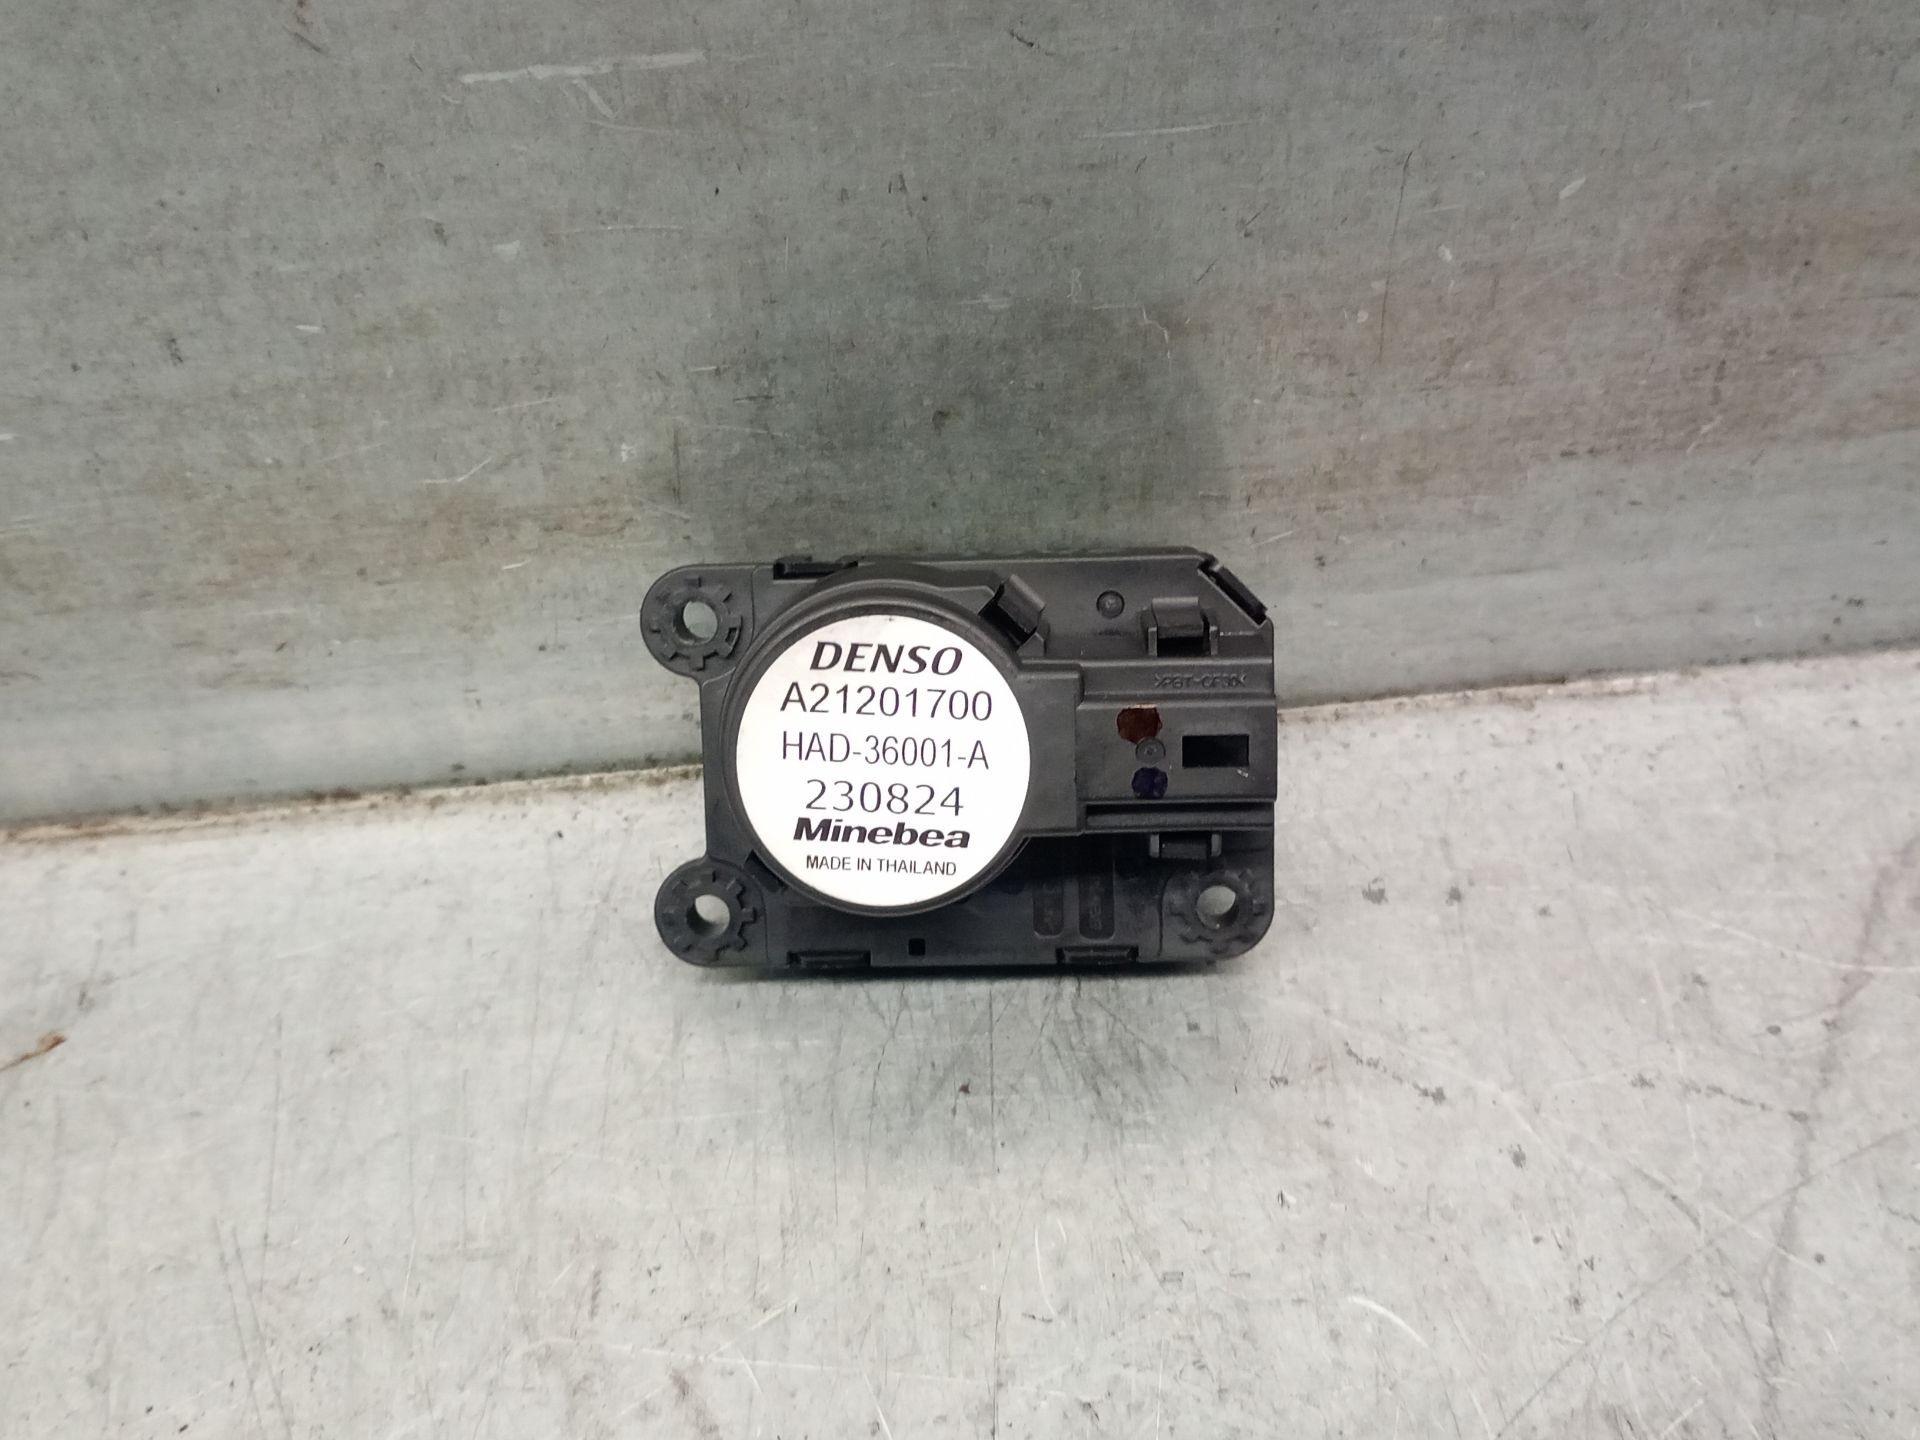 DENSO
A21201700
HAD-36001-A
230824
Minebea
MADE IN THAILAND